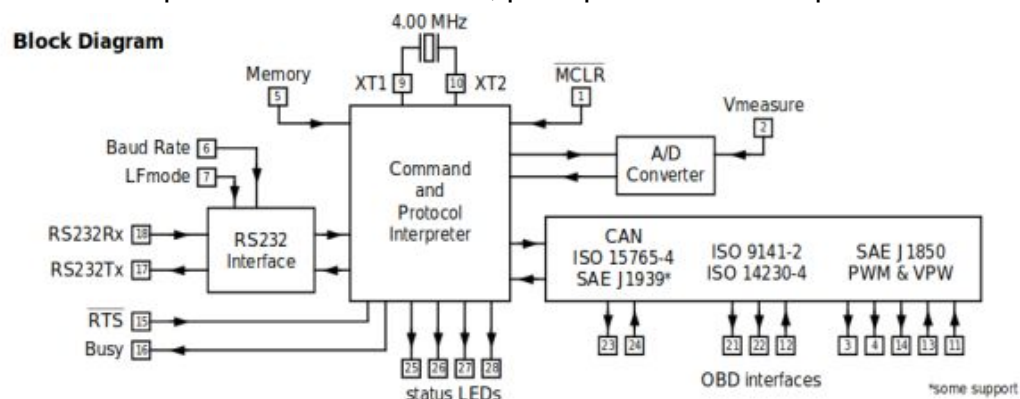 Block Diagram
4.00 MHz
Memory
5
XT1
9
10
XT2
MCLR
1
Vmeasure
2
Baud Rate
6
LFmode
7
Command
and
Protocol
Interpreter
A/D
Converter
RS232Rx
18
RS232Tx
17
RS232
Interface
CAN
ISO 15765-4
SAE J1939*
ISO 9141-2
ISO 14230-4
SAE J1850
PWM & VPW
RTS
15
Busy
16
25
26
27
28
status LEDs
23
24
21
22
12
3
4
14
13
11
OBD interfaces
*some support